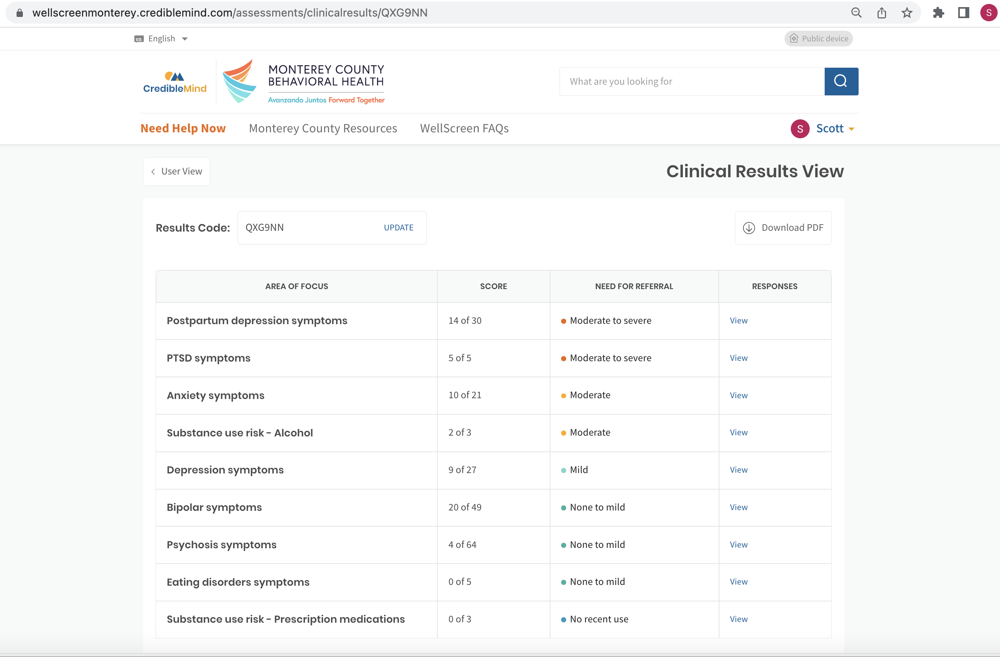 wellscreenmonterey.crediblemind.com/assessments/clinicalresults/QXG9NN
S
en English
Public device
CredibleMind
MONTEREY COUNTY
BEHAVIORAL HEALTH
Avanzando Juntos Forward Together
What are you looking for
Need Help Now Monterey County Resources WellScreen FAQs
S Scott
User View
Clinical Results View
Results Code: QXG9NN UPDATE
Download PDF
AREA OF FOCUS SCORE NEED FOR REFERRAL RESPONSES
Postpartum depression symptoms 14 of 30 Moderate to severe View
PTSD symptoms 5 of 5 Moderate to severe View
Anxiety symptoms 10 of 21 Moderate View
Substance use risk - Alcohol 2 of 3 Moderate View
Depression symptoms 9 of 27 Mild View
Bipolar symptoms 20 of 49 None to mild View
Psychosis symptoms 4 of 64 None to mild View
Eating disorders symptoms 0 of 5 None to mild View
Substance use risk - Prescription medications 0 of 3 No recent use View